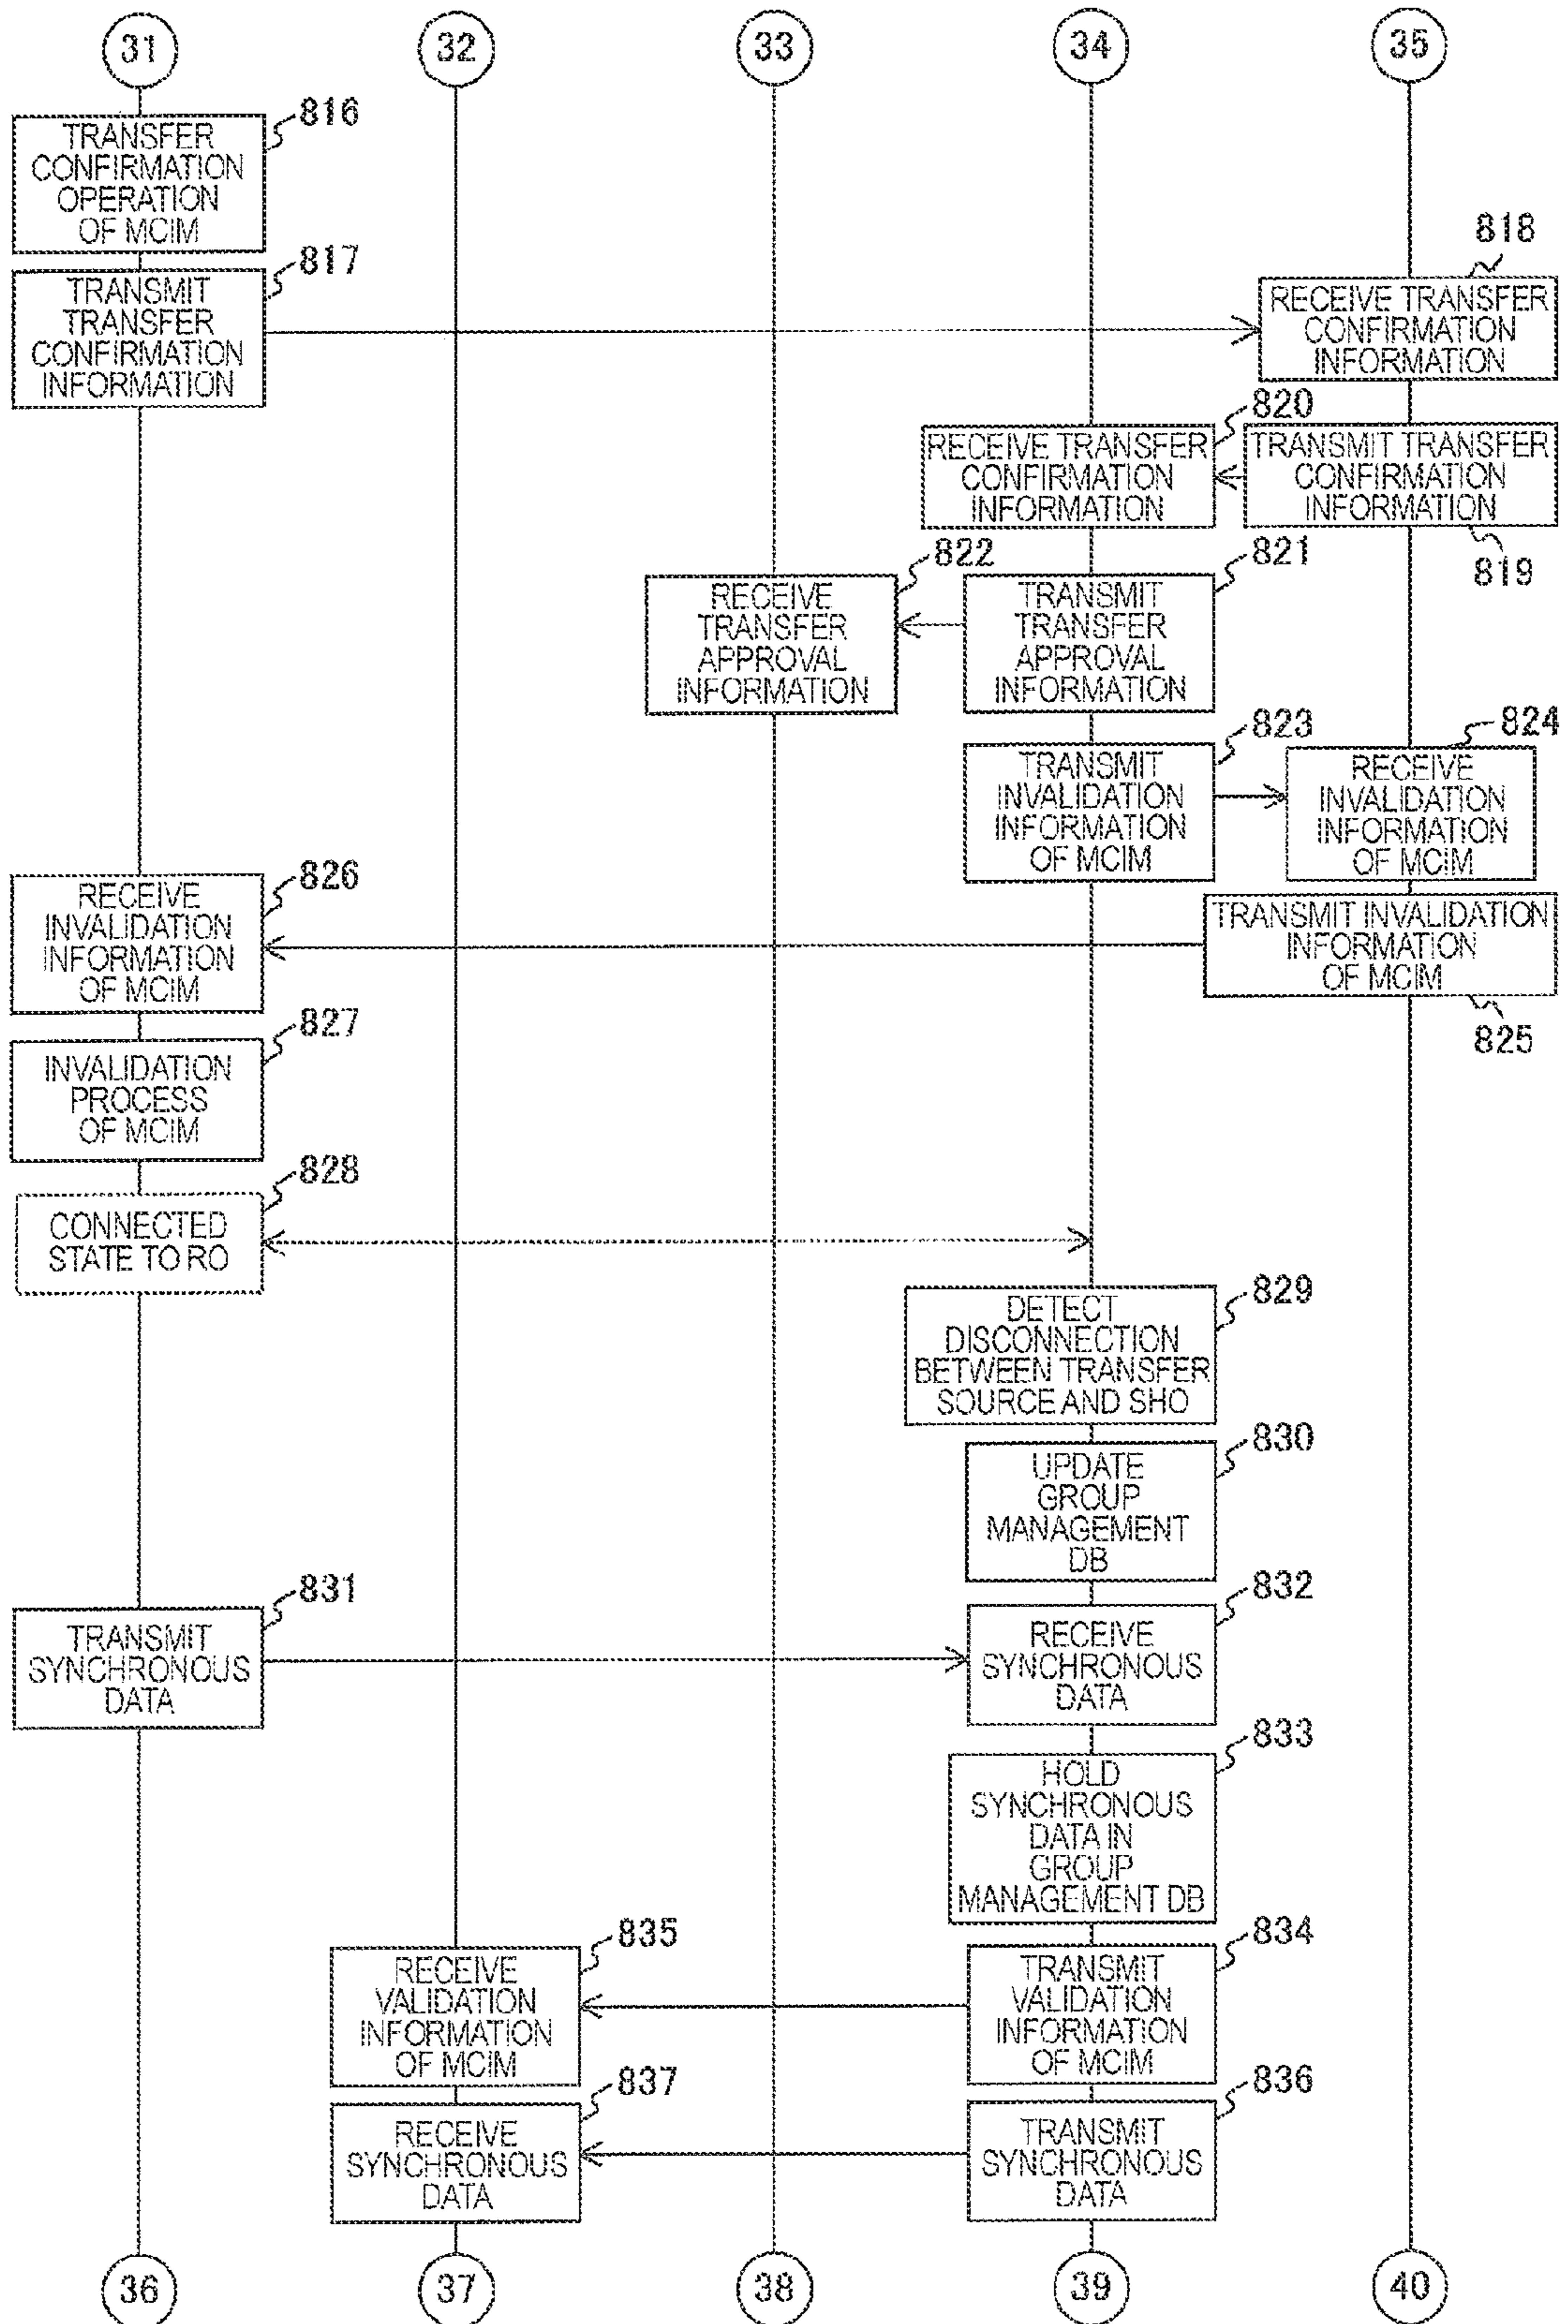 31
32
33
34
35
816
TRANSFER
CONFIRMATION
OPERATION
OF MCIM
817
TRANSMIT
TRANSFER
CONFIRMATION
INFORMATION
818
RECEIVE TRANSFER
CONFIRMATION
INFORMATION
820
RECEIVE TRANSFER
CONFIRMATION
INFORMATION
TRANSMIT TRANSFER
CONFIRMATION
INFORMATION
819
822
RECEIVE
TRANSFER
APPROVAL
INFORMATION
821
TRANSMIT
TRANSFER
APPROVAL
INFORMATION
823
TRANSMIT
INVALIDATION
INFORMATION
OF MCIM
824
RECEIVE
INVALIDATION
INFORMATION
OF MCIM
826
RECEIVE
INVALIDATION
INFORMATION
OF MCIM
TRANSMIT INVALIDATION
INFORMATION
OF MCIM
825
827
INVALIDATION
PROCESS
OF MCIM
828
CONNECTED
STATE TO RO
829
DETECT
DISCONNECTION
BETWEEN TRANSFER
SOURCE AND SHO
830
UPDATE
GROUP
MANAGEMENT
DB
831
TRANSMIT
SYNCHRONOUS
DATA
832
RECEIVE
SYNCHRONOUS
DATA
833
HOLD
SYNCHRONOUS
DATA IN
GROUP
MANAGEMENT DB
835
RECEIVE
VALIDATION
INFORMATION
OF MCIM
834
TRANSMIT
VALIDATION
INFORMATION
OF MCIM
837
RECEIVE
SYNCHRONOUS
DATA
836
TRANSMIT
SYNCHRONOUS
DATA
36
37
38
39
40